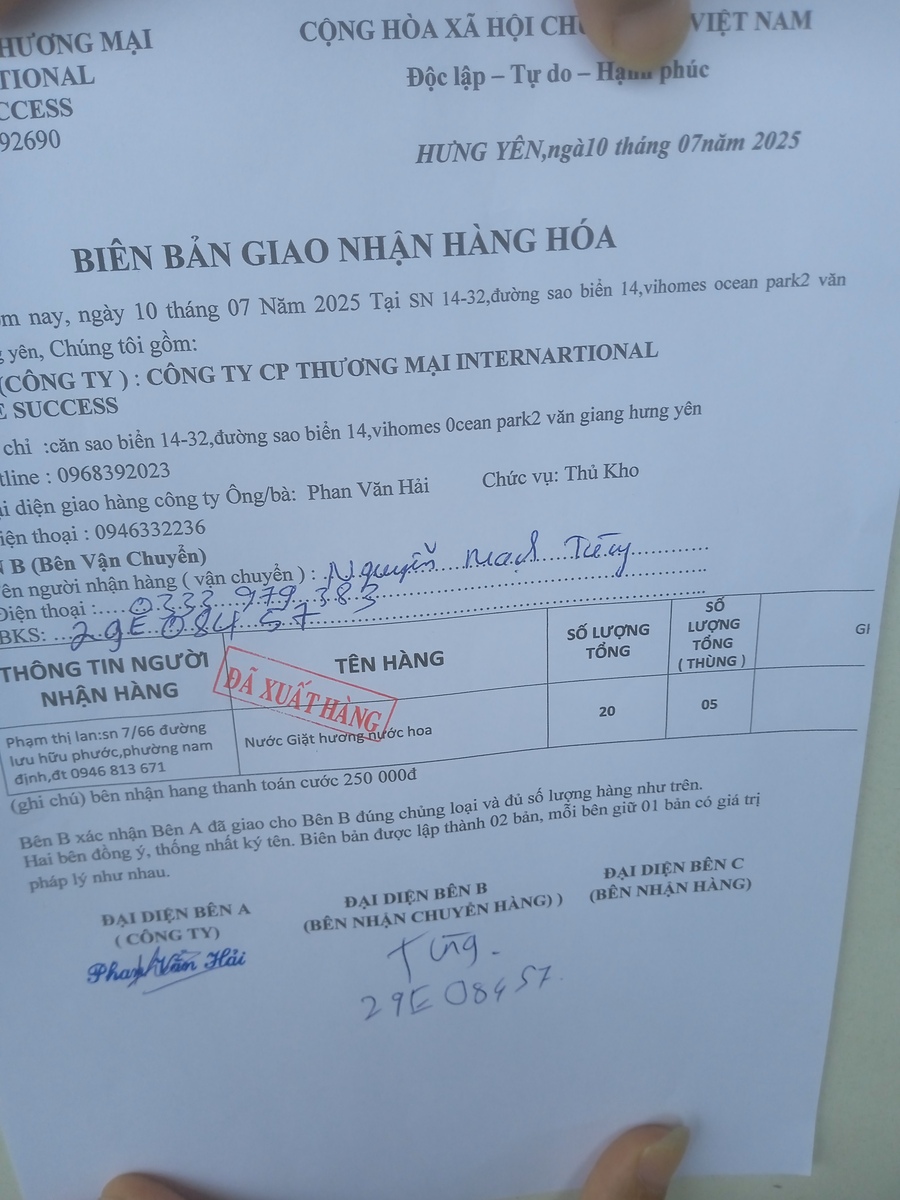 HƯƠNG MẠI
TIONAL
CCESS
92690
CỘNG HÒA XÃ HỘI CH VIỆT NAM
Độc lập – Tự do – Hạnh phúc
HƯNG YÊN,ngà10 tháng 07năm 2025
BIÊN BẢN GIAO NHẬN HÀNG HÓA
m nay, ngày 10 tháng 07 Năm 2025 Tại SN 14-32,đường sao biển 14,vihomes ocean park2 văn
g yên, Chúng tôi gồm:
(CÔNG TY ) : CÔNG TY CP THƯƠNG MẠI INTERNARTIONAL
E SUCCESS
chỉ :căn sao biển 14-32,đường sao biển 14,vihomes 0cean park2 văn giang hưng yên
tline : 0968392023
ại diện giao hàng công ty Ông/bà: Phan Văn Hải Chức vụ: Thủ Kho
iện thoại : 0946332236
N B (Bên Vận Chuyển)
ên người nhận hàng ( vận chuyển ) : Nguyễn Mạnh
Điện thoại : 0333 979 383
BKS: 29E 084 57
THÔNG TIN NGƯỜI NHẬN HÀNG
TÊN HÀNG
SỐ LƯỢNG TỔNG
SỐ LƯỢNG TỔNG ( THÙNG )
GH
ĐÃ XUẤT HÀNG
Phạm thị lan:sn 7/66 đường
lưu hữu phước,phường nam
định,đt 0946 813 671
Nước Giặt hương nước hoa
20
05
(ghi chú) bên nhận hang thanh toán cước 250 000đ
Bên B xác nhận Bên A đã giao cho Bên B đúng chủng loại và đủ số lượng hàng như trên.
Hai bên đồng ý, thống nhất ký tên. Biên bản được lập thành 02 bản, mỗi bên giữ 01 bản có giá trị
pháp lý như nhau.
ĐẠI DIỆN BÊN A
( CÔNG TY)
Phan Văn Hải
ĐẠI DIỆN BÊN B
(BÊN NHẬN CHUYÊN HÀNG) )
Tùng.
29E 084 57.
ĐẠI DIỆN BÊN C
(BÊN NHẬN HÀNG)